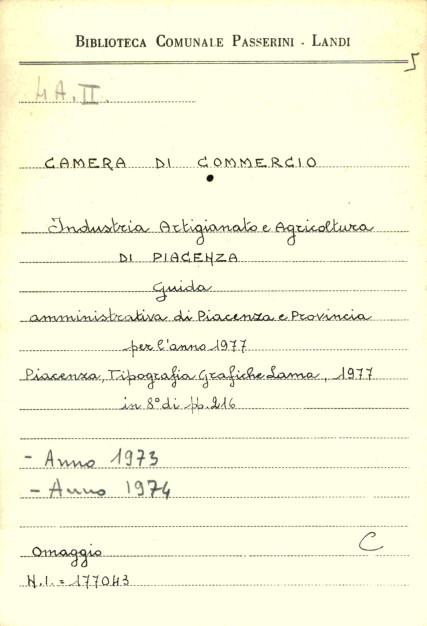 BIBLIOTECA COMUNALE PASSERINI - LANDI
4A.II.
CAMERA DI COMMERCIO
Industria Artigianato e Agricoltura
DI PIACENZA
Guida
amministrativa di Piacenza e Provincia
per l'anno 1977
Piacenza, Tipografia Grafiche Lama, 1977
in 8° di pp. 216
- Anno 1973
- Anno 1974
C
Omaggio
N.I. = 177043